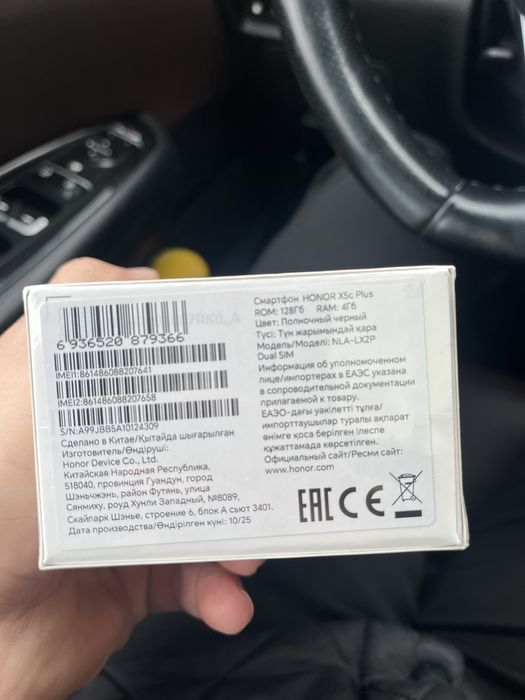 7RK0_A
6 936520 879366
IMEI1:861486088207641
IMEI2:861486088207658
S/N:A99JBB5A10124309
Сделано в Китае/Қытайда шығарылған
Изготовитель/Өндіруші:
Honor Device Co., Ltd.
Китайская Народная Республика,
518040, провинция Гуандун, город
Шэньчжэнь, район Футянь, улица
Сянмиху, роуд Хунли Западный, №8089,
Скайпарк Шэнье, строение 6, блок А сьют 3401.
Дата производства/Өндірілген күні: 10/25
Смартфон HONOR X5c Plus
ROM: 128Гб RAM: 4Гб
Цвет: Полночный черный
Түсі: Түн жарымындай қара
Модель/Моделі: NLA-LX2P
Dual SIM
Информация об уполномоченном
лице/импортерах в ЕАЭС указана
в сопроводительной документации
прилагаемой к товару.
ЕАЭО-дағы уәкілетті тұлға/
импорттаушылар туралы ақпарат
өнімге қоса берілген ілеспе
құжаттамада көрсетілген.
Официальный сайт/Ресми сайт:
www.honor.com
EAC CE